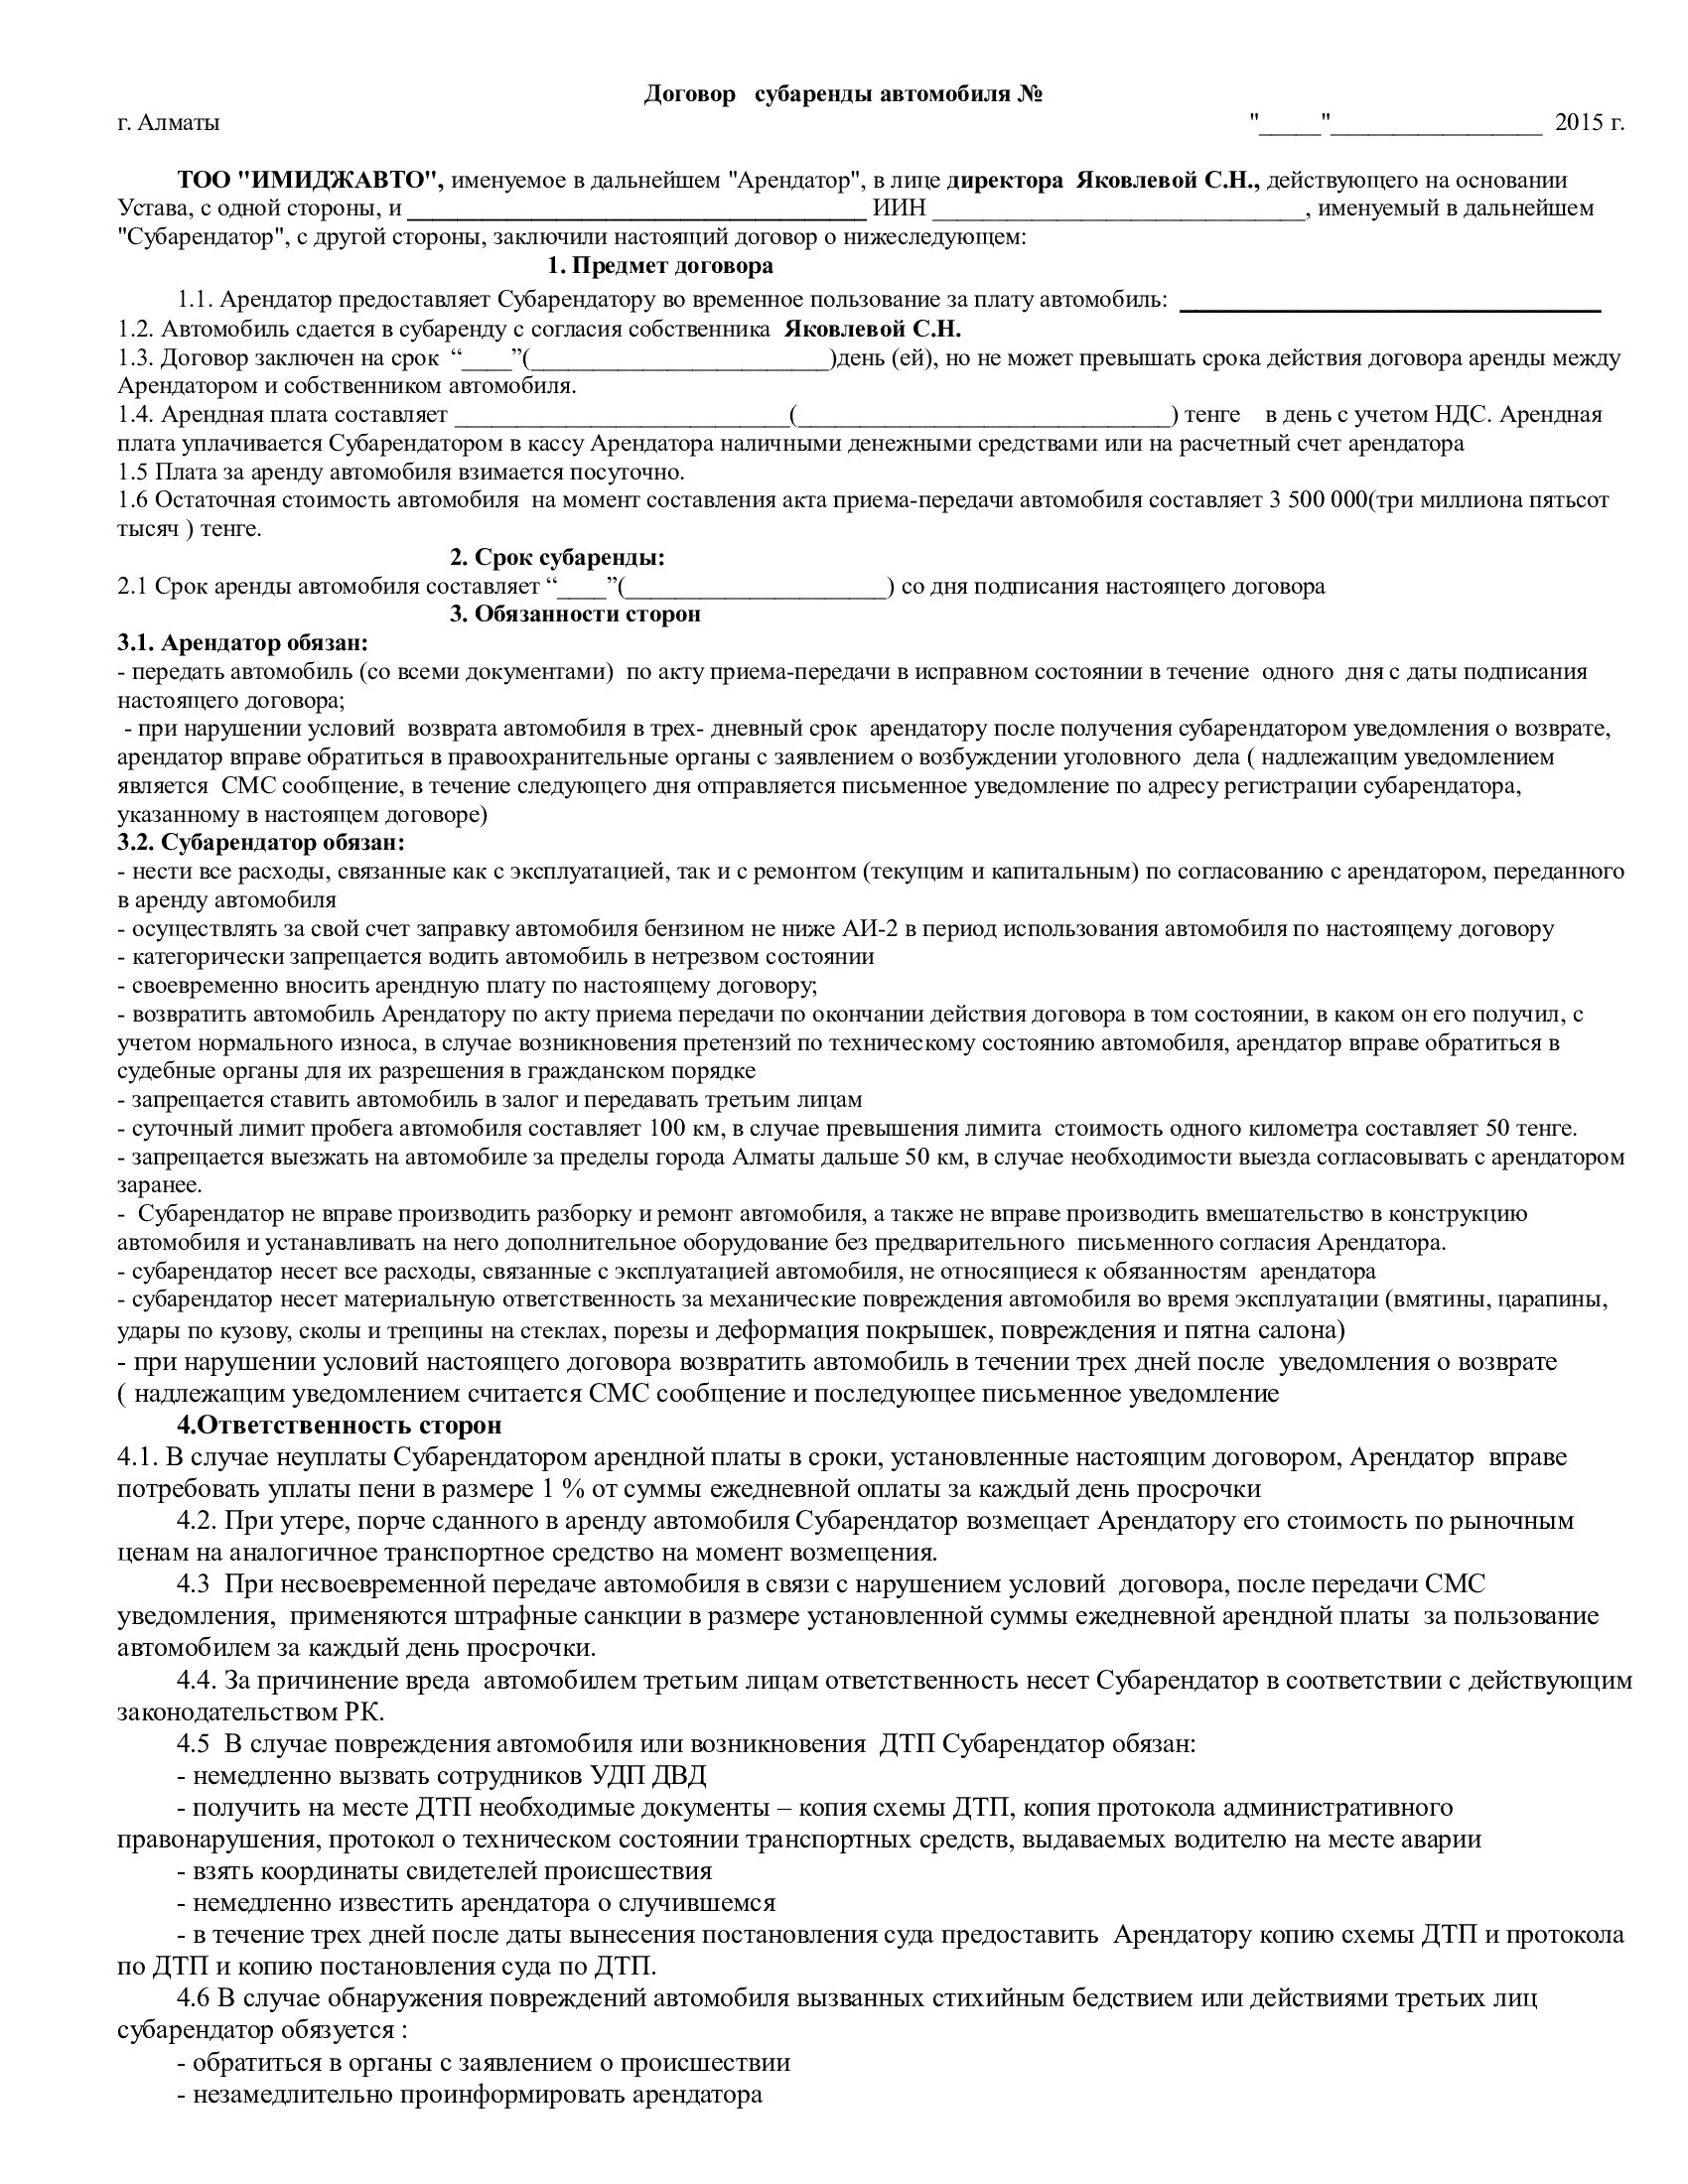 Договор   субаренды автомобиля №
г. Алматы "_____"_________________  2015 г.
ТОО "ИМИДЖАВТО", именуемое в дальнейшем "Арендатор", в лице директора  Яковлевой С.Н., действующего на основании
Устава, с одной стороны, и _____________________________________ ИИН ______________________________, именуемый в дальнейшем
"Субарендатор", с другой стороны, заключили настоящий договор о нижеследующем:
1. Предмет договора
1.1. Арендатор предоставляет Субарендатору во временное пользование за плату автомобиль:  __________________________________
1.2. Автомобиль сдается в субаренду с согласия собственника  Яковлевой С.Н.
1.3. Договор заключен на срок  “____”(________________________)день (ей), но не может превышать срока действия договора аренды между
Арендатором и собственником автомобиля.
1.4. Арендная плата составляет ___________________________(______________________________) тенге    в день с учетом НДС. Арендная
плата уплачивается Субарендатором в кассу Арендатора наличными денежными средствами или на расчетный счет арендатора
1.5 Плата за аренду автомобиля взимается посуточно.
1.6 Остаточная стоимость автомобиля  на момент составления акта приема-передачи автомобиля составляет 3 500 000(три миллиона пятьсот
тысяч ) тенге.
2. Срок субаренды:
2.1 Срок аренды автомобиля составляет “____”(_____________________) со дня подписания настоящего договора
3. Обязанности сторон
3.1. Арендатор обязан:
- передать автомобиль (со всеми документами)  по акту приема-передачи в исправном состоянии в течение  одного  дня с даты подписания
настоящего договора;
- при нарушении условий  возврата автомобиля в трех- дневный срок  арендатору после получения субарендатором уведомления о возврате,
арендатор вправе обратиться в правоохранительные органы с заявлением о возбуждении уголовного  дела ( надлежащим уведомлением
является  СМС сообщение, в течение следующего дня отправляется письменное уведомление по адресу регистрации субарендатора,
указанному в настоящем договоре)
3.2. Субарендатор обязан:
- нести все расходы, связанные как с эксплуатацией, так и с ремонтом (текущим и капитальным) по согласованию с арендатором, переданного
в аренду автомобиля
- осуществлять за свой счет заправку автомобиля бензином не ниже АИ-2 в период использования автомобиля по настоящему договору
- категорически запрещается водить автомобиль в нетрезвом состоянии
- своевременно вносить арендную плату по настоящему договору;
- возвратить автомобиль Арендатору по акту приема передачи по окончании действия договора в том состоянии, в каком он его получил, с
учетом нормального износа, в случае возникновения претензий по техническому состоянию автомобиля, арендатор вправе обратиться в
судебные органы для их разрешения в гражданском порядке
- запрещается ставить автомобиль в залог и передавать третьим лицам
- суточный лимит пробега автомобиля составляет 100 км, в случае превышения лимита  стоимость одного километра составляет 50 тенге.
- запрещается выезжать на автомобиле за пределы города Алматы дальше 50 км, в случае необходимости выезда согласовывать с арендатором
заранее.
-  Субарендатор не вправе производить разборку и ремонт автомобиля, а также не вправе производить вмешательство в конструкцию
автомобиля и устанавливать на него дополнительное оборудование без предварительного  письменного согласия Арендатора.
- субарендатор несет все расходы, связанные с эксплуатацией автомобиля, не относящиеся к обязанностям  арендатора
- субарендатор несет материальную ответственность за механические повреждения автомобиля во время эксплуатации (вмятины, царапины,
удары по кузову, сколы и трещины на стеклах, порезы и деформация покрышек, повреждения и пятна салона)
- при нарушении условий настоящего договора возвратить автомобиль в течении трех дней после  уведомления о возврате
( надлежащим уведомлением считается СМС сообщение и последующее письменное уведомление
4.Ответственность сторон
4.1. В случае неуплаты Субарендатором арендной платы в сроки, установленные настоящим договором, Арендатор  вправе
потребовать уплаты пени в размере 1 % от суммы ежедневной оплаты за каждый день просрочки
4.2. При утере, порче сданного в аренду автомобиля Субарендатор возмещает Арендатору его стоимость по рыночным
ценам на аналогичное транспортное средство на момент возмещения.
4.3  При несвоевременной передаче автомобиля в связи с нарушением условий  договора, после передачи СМС
уведомления,  применяются штрафные санкции в размере установленной суммы ежедневной арендной платы  за пользование
автомобилем за каждый день просрочки.
4.4. За причинение вреда  автомобилем третьим лицам ответственность несет Субарендатор в соответствии с действующим
законодательством РК.
4.5  В случае повреждения автомобиля или возникновения  ДТП Субарендатор обязан:
- немедленно вызвать сотрудников УДП ДВД
- получить на месте ДТП необходимые документы – копия схемы ДТП, копия протокола административного
правонарушения, протокол о техническом состоянии транспортных средств, выдаваемых водителю на месте аварии
- взять координаты свидетелей происшествия
- немедленно известить арендатора о случившемся
- в течение трех дней после даты вынесения постановления суда предоставить  Арендатору копию схемы ДТП и протокола
по ДТП и копию постановления суда по ДТП.
4.6 В случае обнаружения повреждений автомобиля вызванных стихийным бедствием или действиями третьих лиц
субарендатор обязуется :
- обратиться в органы с заявлением о происшествии
- незамедлительно проинформировать арендатора